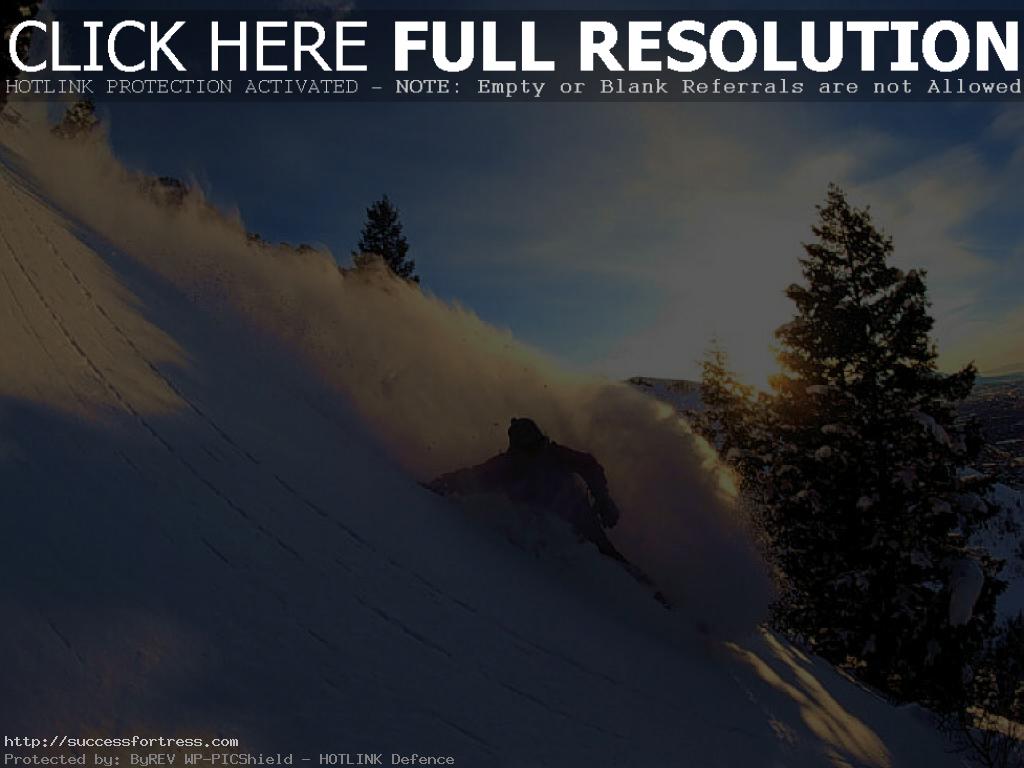 CLICK HERE FULL RESOLUTION
HOTLINK PROTECTION ACTIVATED - NOTE: Empty or Blank Referrals are not Allowed
http://successfortress.com
Protected by: ByREV WP-PICShield - HOTLINK Defence